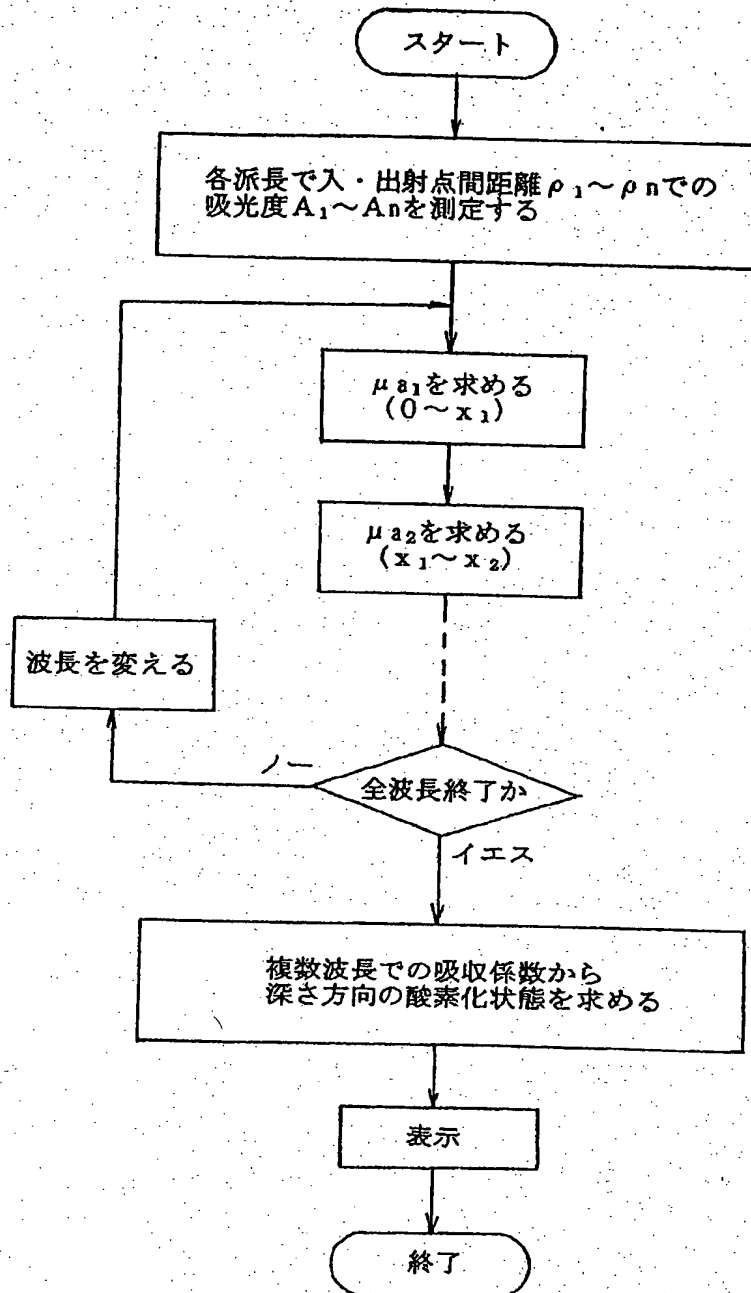 スタート
各派長で入・出射点間距離ρ₁～ρnでの
吸光度A₁～Anを測定する
μa₁を求める
(0～x₁)
μa₂を求める
(x₁～x₂)
波長を変える
ノー
全波長終了か
イエス
複数波長での吸収係数から
深さ方向の酸素化状態を求める
表示
終了